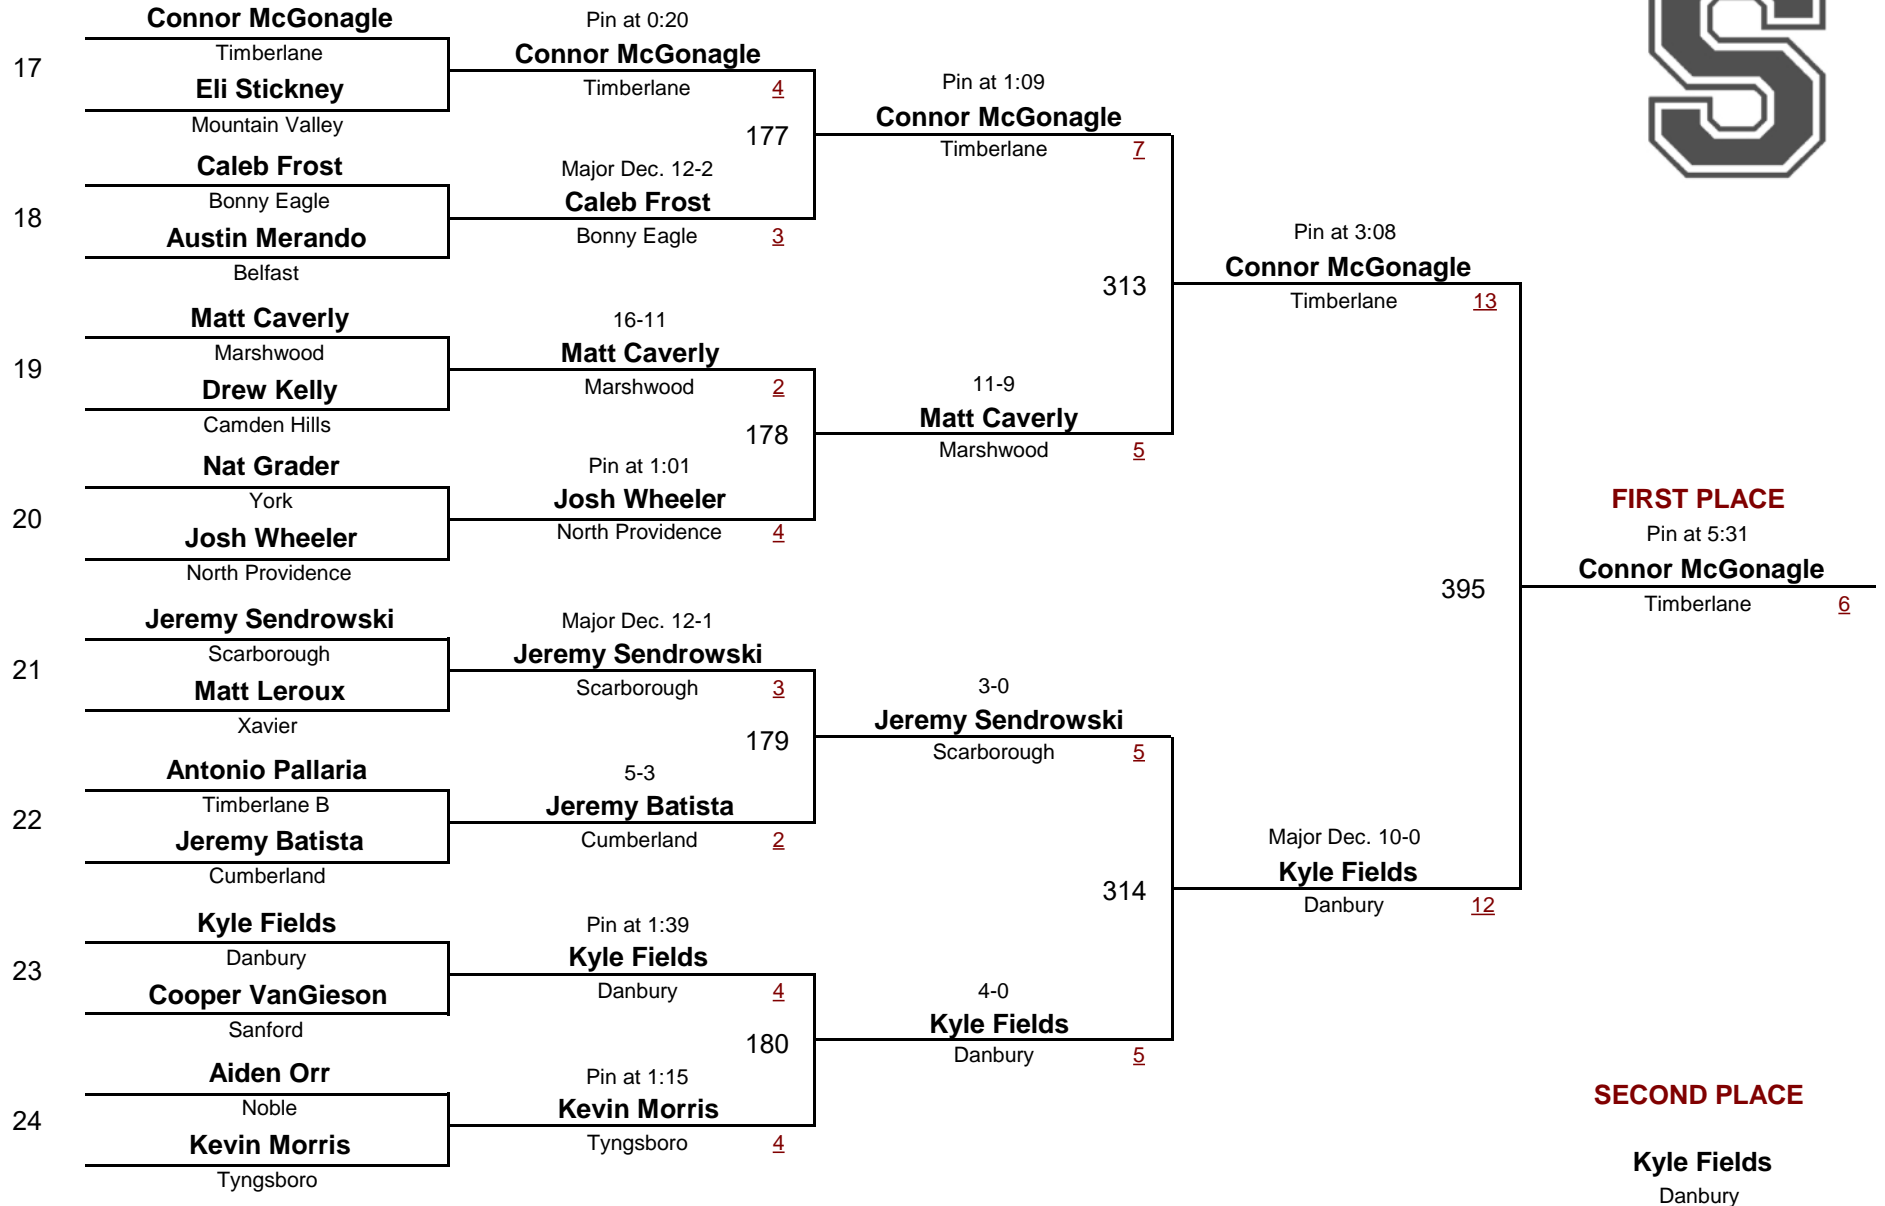 Connor McGonagle
Timberlane
17
Eli Stickney
Mountain Valley
Caleb Frost
Bonny Eagle
18
Austin Merando
Belfast
Matt Caverly
Marshwood
19
Drew Kelly
Camden Hills
Nat Grader
York
20
Josh Wheeler
North Providence
Jeremy Sendrowski
Scarborough
21
Matt Leroux
Xavier
Antonio Pallaria
Timberlane B
22
Jeremy Batista
Cumberland
Kyle Fields
Danbury
23
Cooper VanGieson
Sanford
Aiden Orr
Noble
24
Kevin Morris
Tyngsboro
Pin at 0:20
Connor McGonagle
Timberlane 4
177
Major Dec. 12-2
Caleb Frost
Bonny Eagle 3
16-11
Matt Caverly
Marshwood 2
178
Pin at 1:01
Josh Wheeler
North Providence 4
Major Dec. 12-1
Jeremy Sendrowski
Scarborough 3
179
5-3
Jeremy Batista
Cumberland 2
Pin at 1:39
Kyle Fields
Danbury 4
180
Pin at 1:15
Kevin Morris
Tyngsboro 4
Pin at 1:09
Connor McGonagle
Timberlane 7
313
11-9
Matt Caverly
Marshwood 5
3-0
Jeremy Sendrowski
Scarborough 5
314
4-0
Kyle Fields
Danbury 5
Pin at 3:08
Connor McGonagle
Timberlane 13
395
Major Dec. 10-0
Kyle Fields
Danbury 12
S
FIRST PLACE
Pin at 5:31
Connor McGonagle
Timberlane 6
SECOND PLACE
Kyle Fields
Danbury